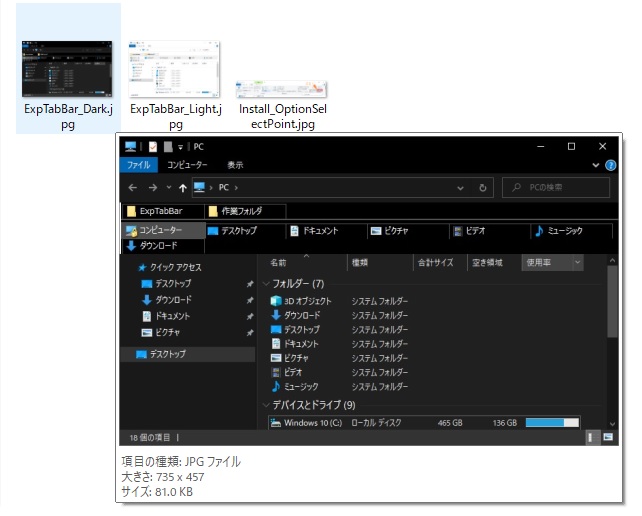 ExpTabBar_Dark.j
pg
ExpTabBar_Light.j
pg
Install_OptionSel
ectPoint.jpg
PC
ファイル コンピューター 表示
PC
PCの検索
ExpTabBar 作業フォルダ
コンピューター デスクトップ ドキュメント ピクチャ ビデオ ミュージック
ダウンロード
名前 種類 合計サイズ 空き領域 使用率
クイック アクセス
デスクトップ
ダウンロード
ドキュメント
ピクチャ
デスクトップ
フォルダー (7)
3D オブジェクト システム フォルダー
ダウンロード システム フォルダー
デスクトップ システム フォルダー
ドキュメント システム フォルダー
ピクチャ システム フォルダー
ビデオ システム フォルダー
ミュージック システム フォルダー
デバイスとドライブ (9)
Windows 10 (C:) ローカル ディスク 465 GB 136 GB
18 個の項目
項目の種類: JPG ファイル
大きさ: 735 x 457
サイズ: 81.0 KB